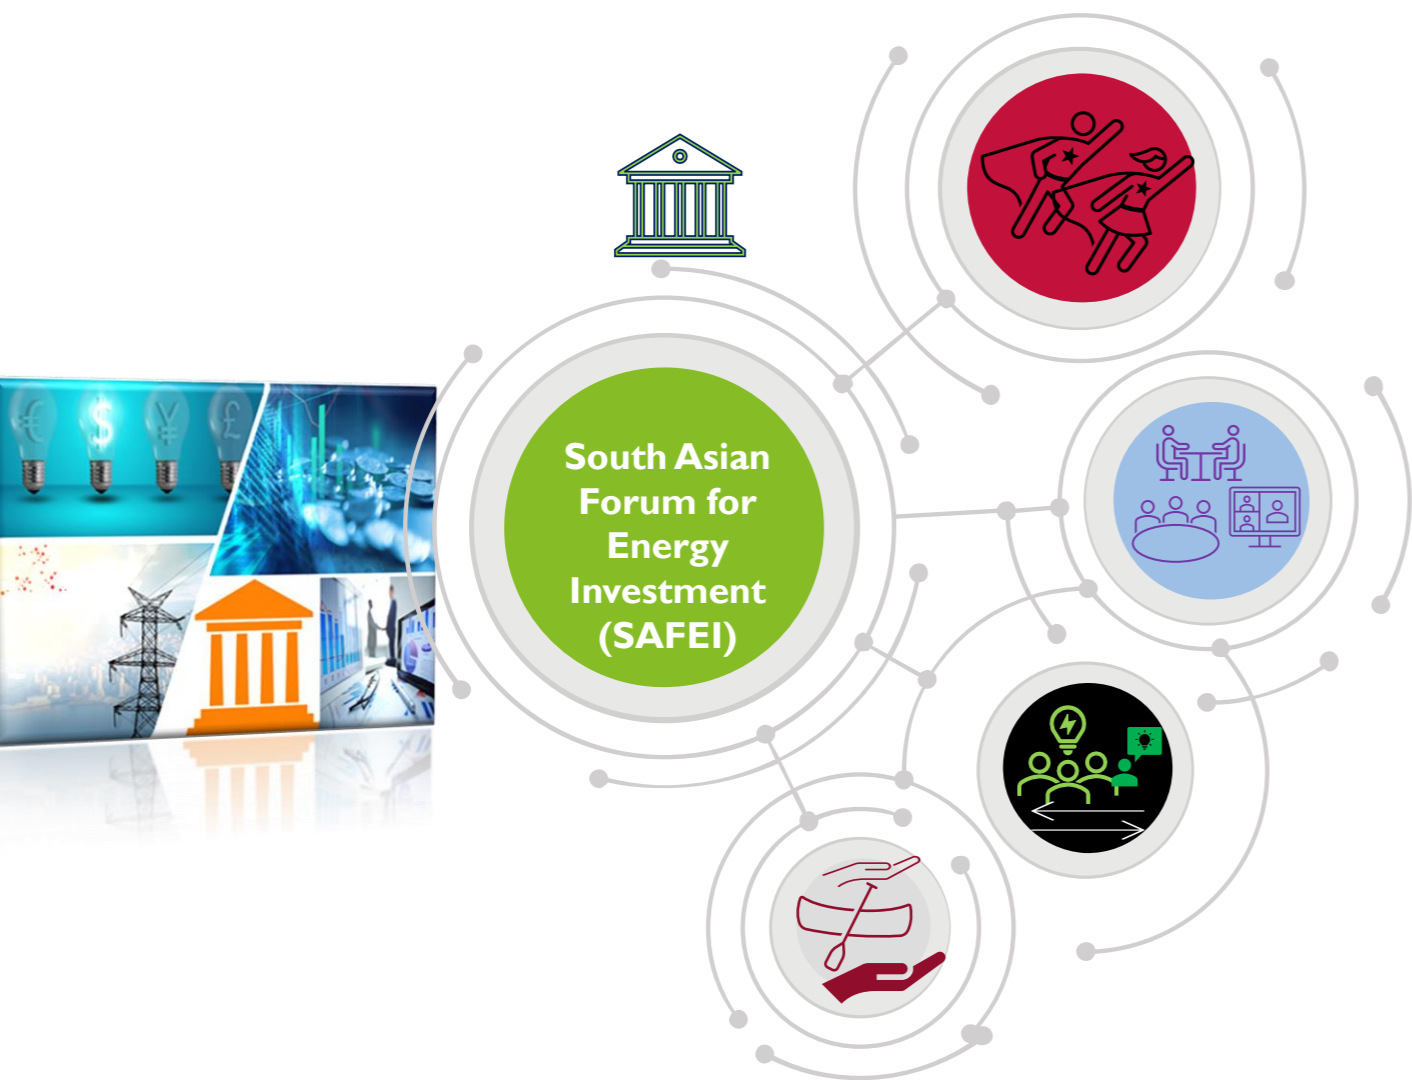 € $ ¥ £
South Asian
Forum for
Energy
Investment
(SAFEI)